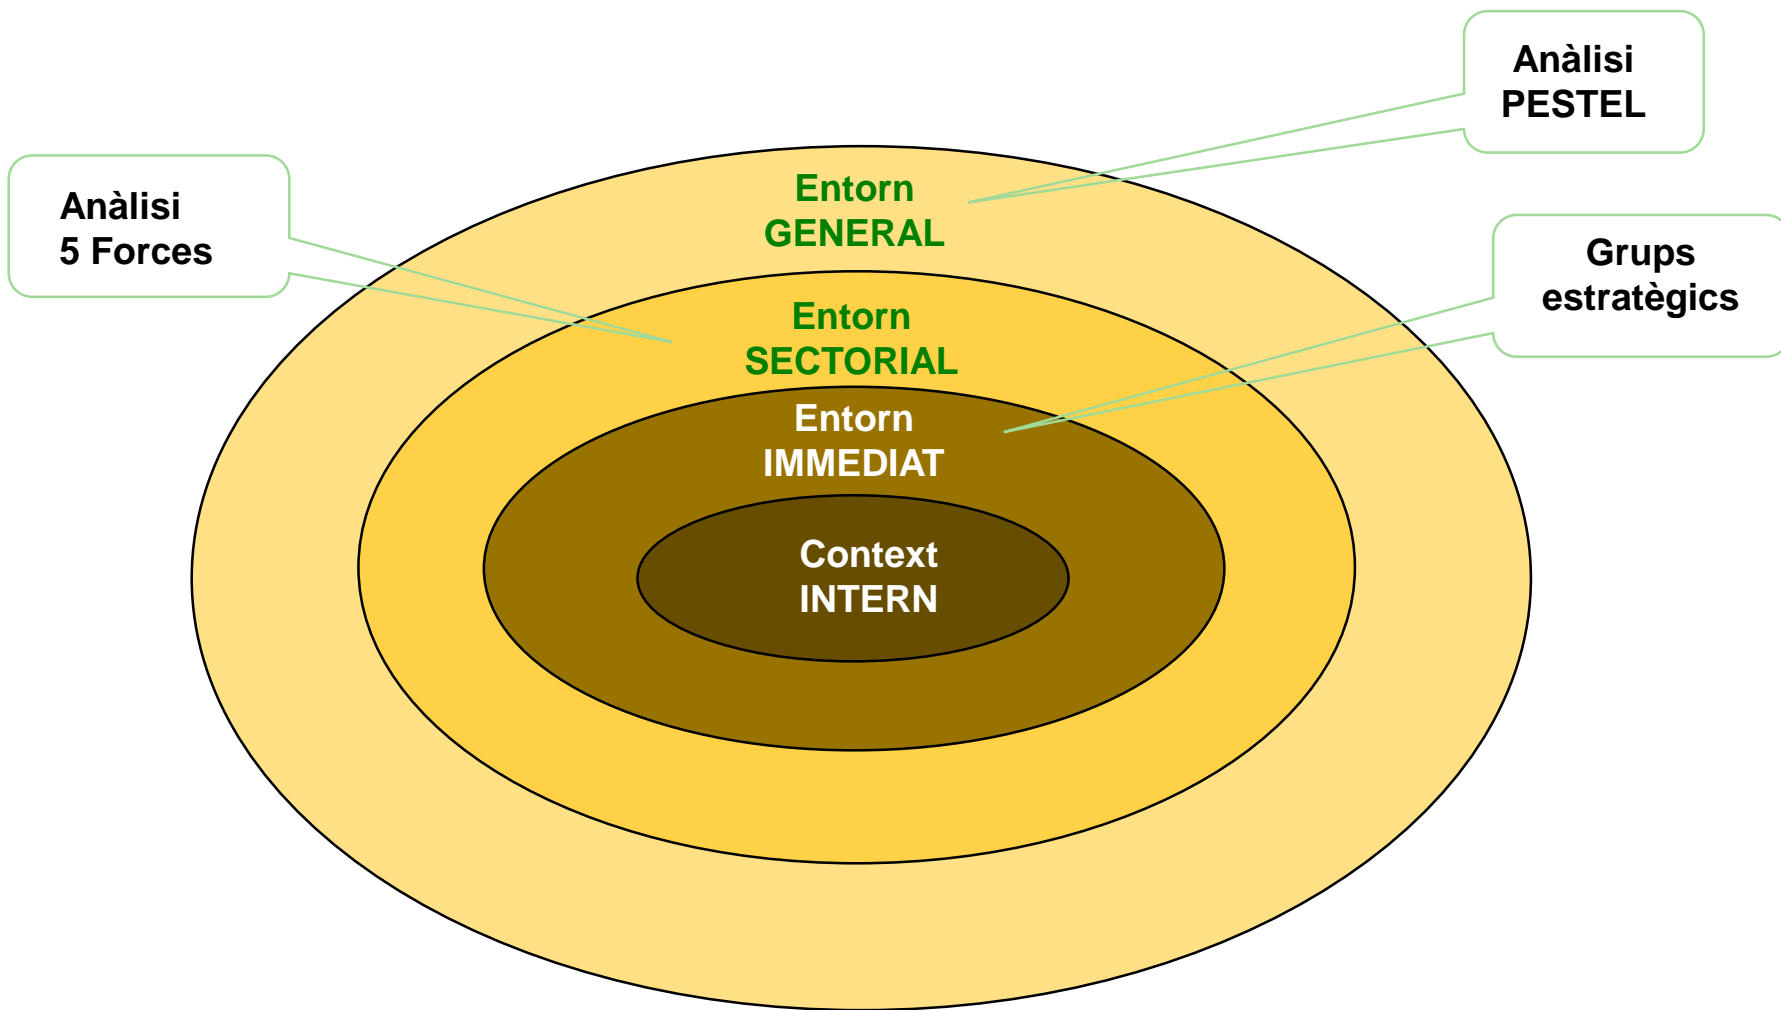 Anàlisi
PESTEL
Anàlisi
5 Forces
Entorn
GENERAL
Grups
estratègics
Entorn
SECTORIAL
Entorn
IMMEDIAT
Context
INTERN